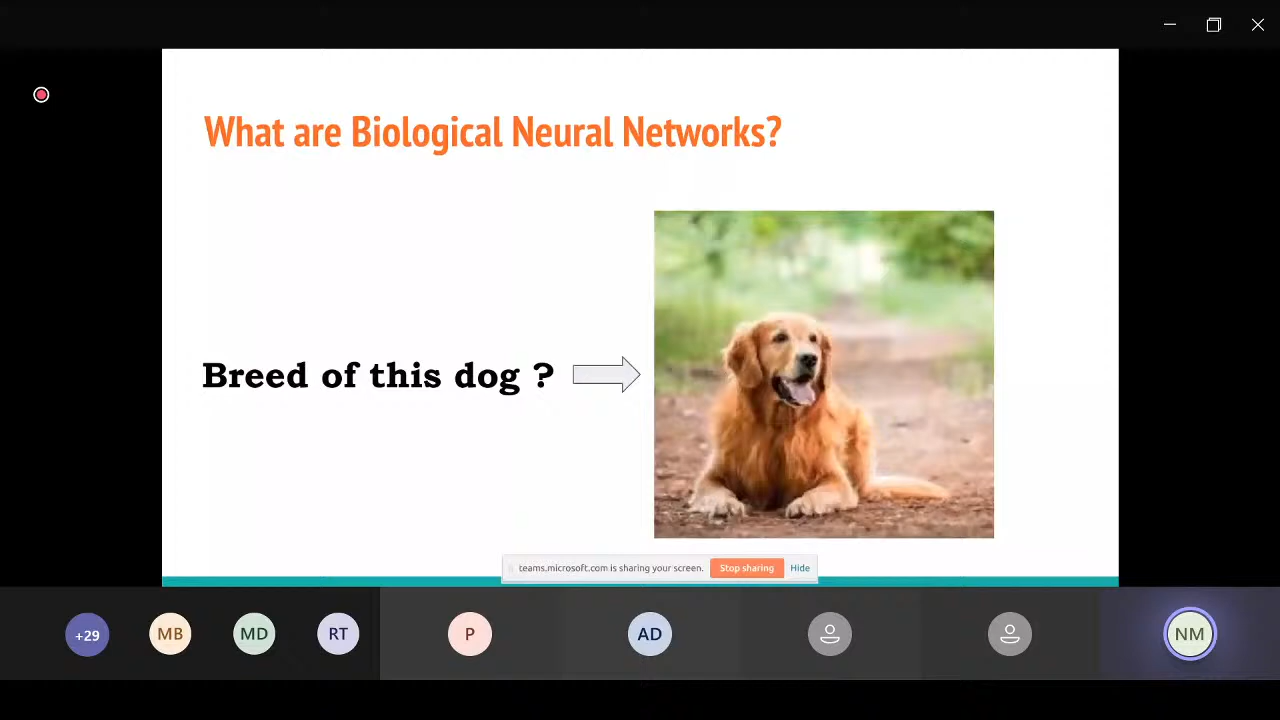 What are Biological Neural Networks?
Breed of this dog ?
teams.microsoft.com is sharing your screen. Stop sharing Hide
+29 MB MD RT P AD NM